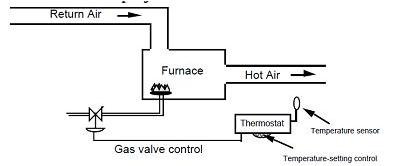 Return Air
Furnace
Hot Air
Thermostat
Temperature sensor
Gas valve control
Temperature-setting control